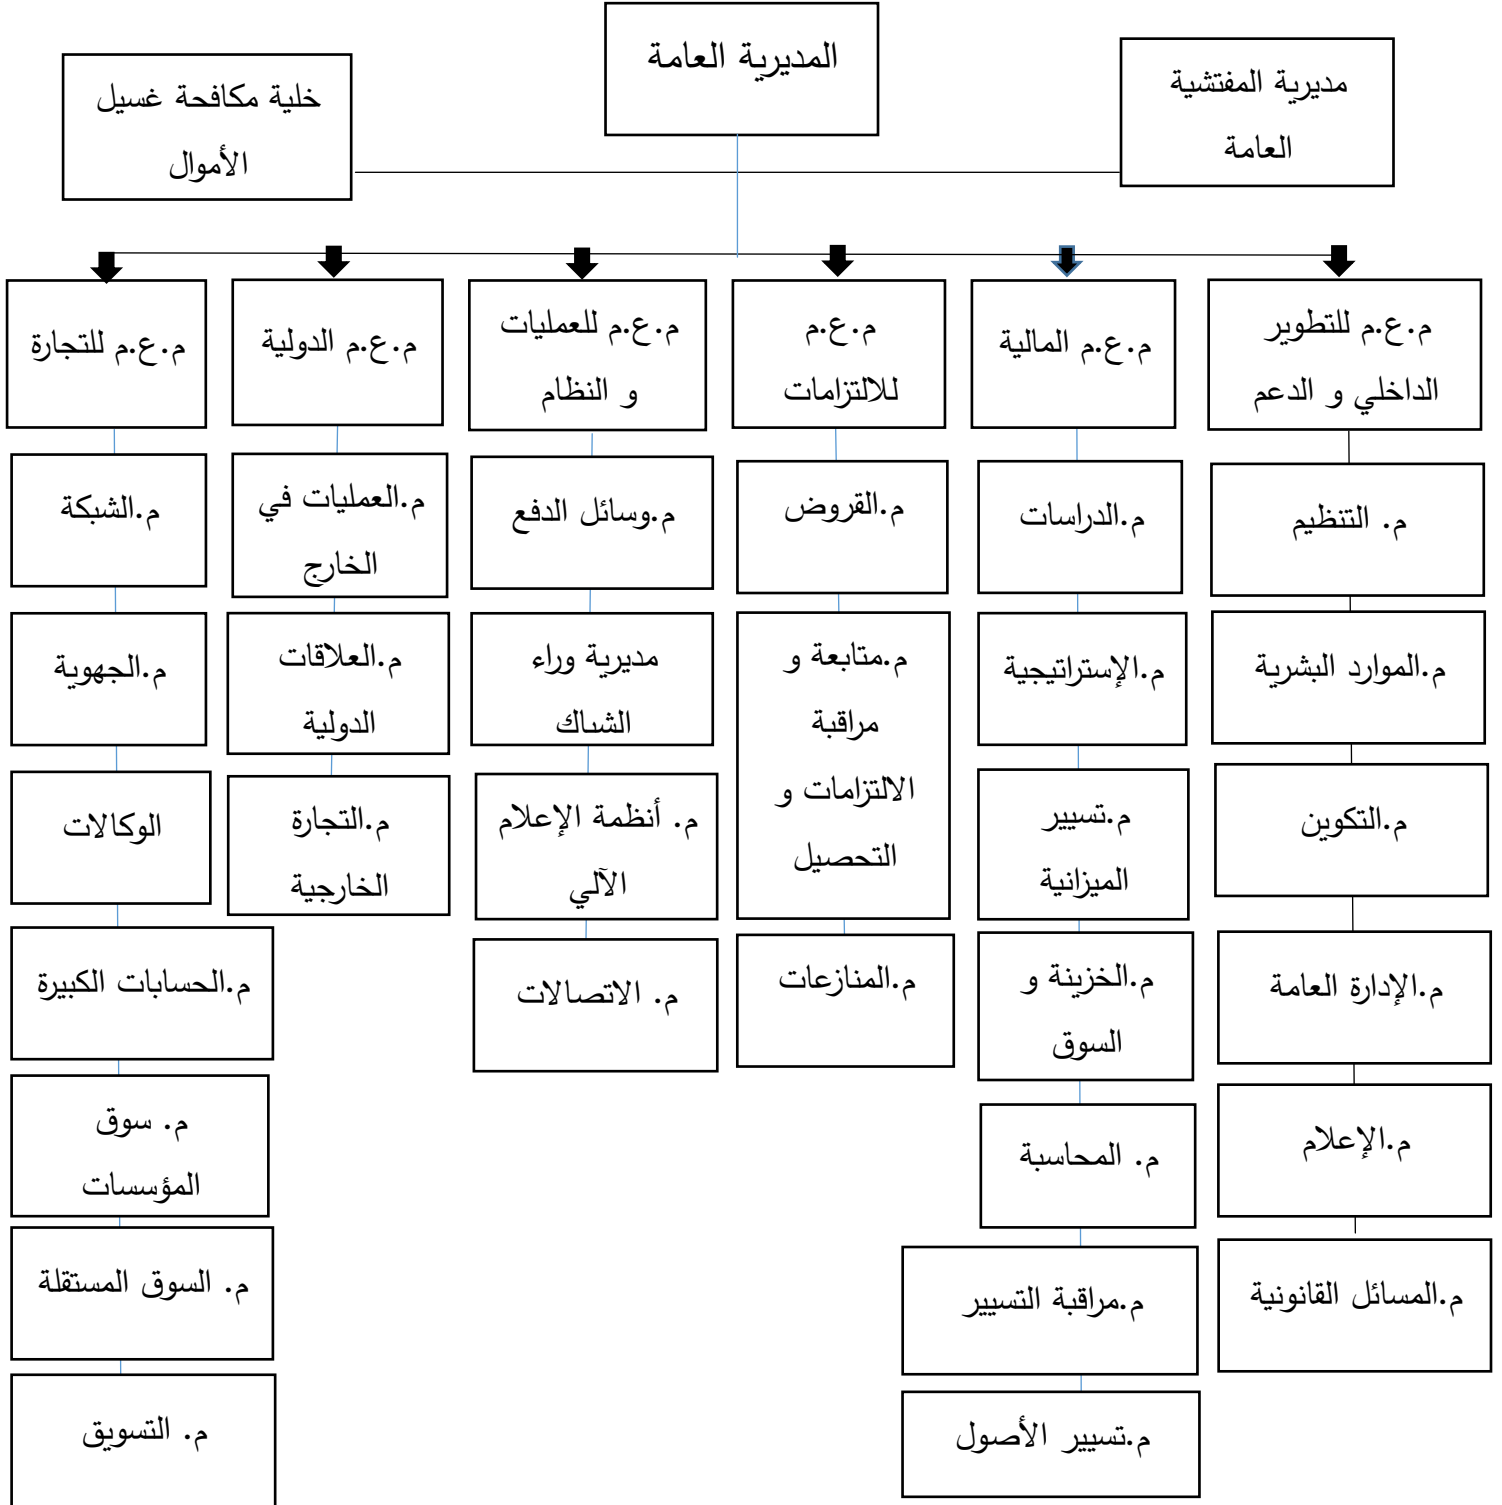 المديرية العامة
مديرية المفتشية
العامة
خلية مكافحة غسيل
الأموال
م.ع.م للتطوير
الداخلي و الدعم
م.ع.م المالية
م.ع.م
للالتزامات
م.ع.م للعمليات
و النظام
م.ع.م الدولية
م.ع.م للتجارة
م. التنظيم
م.الموارد البشرية
م.التكوين
م.الإدارة العامة
م.الإعلام
م.المسائل القانونية
م.الدراسات
م.الإستراتيجية
م.تسيير
الميزانية
م.الخزينة و
السوق
م. المحاسبة
م.مراقبة التسيير
م.تسيير الأصول
م.القروض
م.متابعة و
مراقبة
الالتزامات و
التحصيل
م.المنازعات
م.وسائل الدفع
مديرية وراء
الشباك
م. أنظمة الإعلام
الآلي
م. الاتصالات
م.العمليات في
الخارج
م.العلاقات
الدولية
م.التجارة
الخارجية
م.الشبكة
م.الجهوية
الوكالات
م.الحسابات الكبيرة
م. سوق
المؤسسات
م. السوق المستقلة
م. التسويق